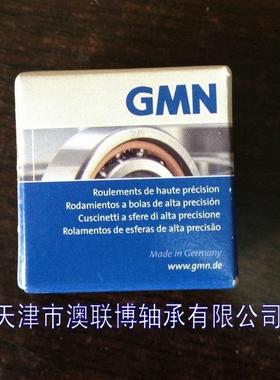 GMN
Roulements de haute précision
Rodamientos a bolas de alta precisión
Cuscinetti a sfere di alta precisione
Rolamentos de esferas de alta precisão
Made in Germany
www.gmn.de
天津市澳联博轴承有限公司